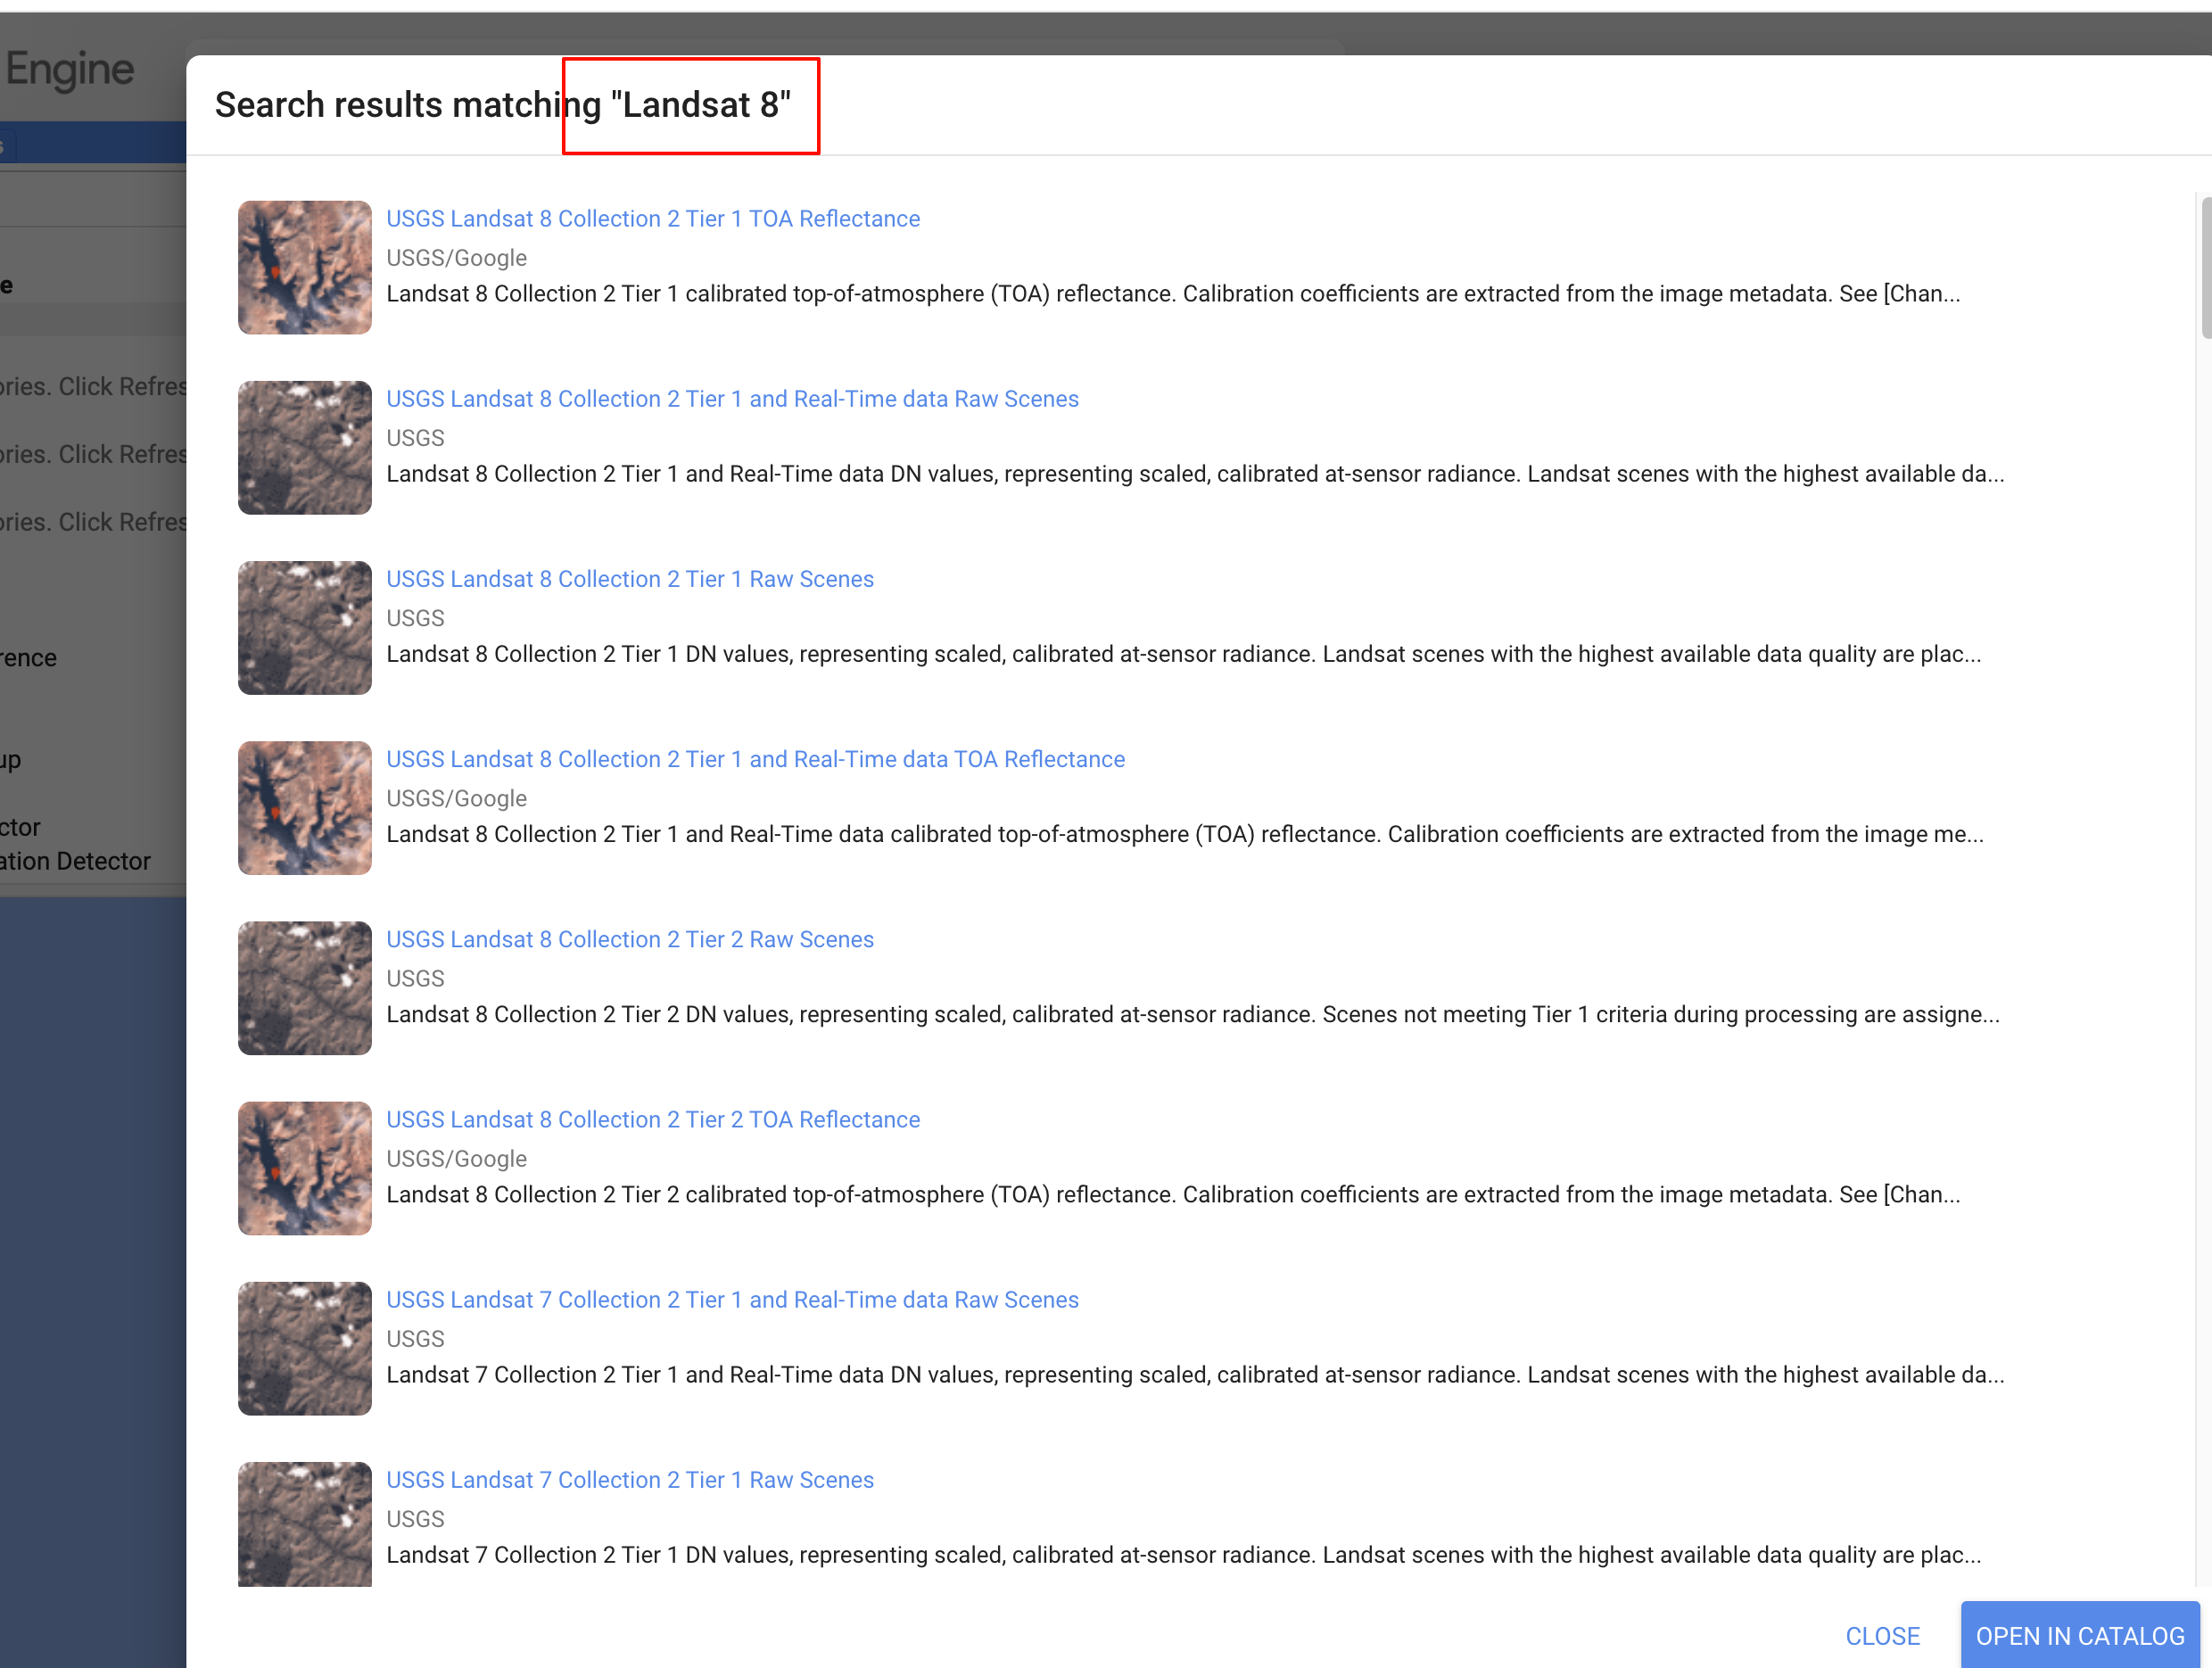 Engine
Search results matching "Landsat 8"
s
e
ories. Click Refres
ories. Click Refres
ories. Click Refres
rence
up
ctor
ation Detector
USGS Landsat 8 Collection 2 Tier 1 TOA Reflectance
USGS/Google
Landsat 8 Collection 2 Tier 1 calibrated top-of-atmosphere (TOA) reflectance. Calibration coefficients are extracted from the image metadata. See [Chan...
USGS Landsat 8 Collection 2 Tier 1 and Real-Time data Raw Scenes
USGS
Landsat 8 Collection 2 Tier 1 and Real-Time data DN values, representing scaled, calibrated at-sensor radiance. Landsat scenes with the highest available da...
USGS Landsat 8 Collection 2 Tier 1 Raw Scenes
USGS
Landsat 8 Collection 2 Tier 1 DN values, representing scaled, calibrated at-sensor radiance. Landsat scenes with the highest available data quality are plac...
USGS Landsat 8 Collection 2 Tier 1 and Real-Time data TOA Reflectance
USGS/Google
Landsat 8 Collection 2 Tier 1 and Real-Time data calibrated top-of-atmosphere (TOA) reflectance. Calibration coefficients are extracted from the image me...
USGS Landsat 8 Collection 2 Tier 2 Raw Scenes
USGS
Landsat 8 Collection 2 Tier 2 DN values, representing scaled, calibrated at-sensor radiance. Scenes not meeting Tier 1 criteria during processing are assigne...
USGS Landsat 8 Collection 2 Tier 2 TOA Reflectance
USGS/Google
Landsat 8 Collection 2 Tier 2 calibrated top-of-atmosphere (TOA) reflectance. Calibration coefficients are extracted from the image metadata. See [Chan...
USGS Landsat 7 Collection 2 Tier 1 and Real-Time data Raw Scenes
USGS
Landsat 7 Collection 2 Tier 1 and Real-Time data DN values, representing scaled, calibrated at-sensor radiance. Landsat scenes with the highest available da...
USGS Landsat 7 Collection 2 Tier 1 Raw Scenes
USGS
Landsat 7 Collection 2 Tier 1 DN values, representing scaled, calibrated at-sensor radiance. Landsat scenes with the highest available data quality are plac...
CLOSE
OPEN IN CATALOG